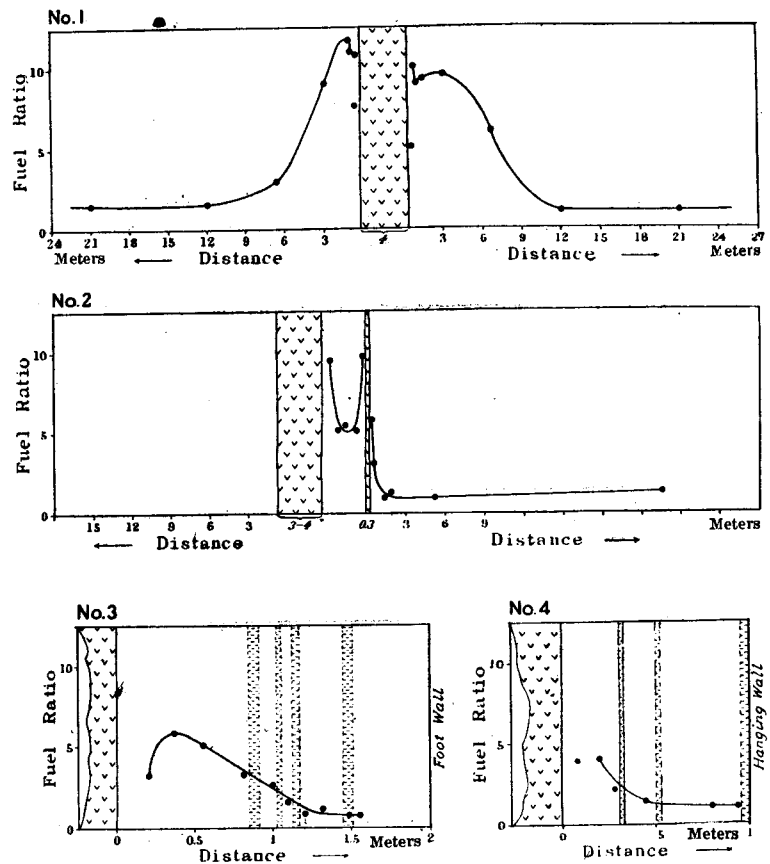 No.1
Fuel Ratio
10
5
0
24 21 18 15 12 9 6 3 4 3 6 9 12 15 18 21 24 27
Meters ← Distance Distance → Meters
No.2
Fuel Ratio
10
5
0
15 12 9 6 3 3-4 0.3 3 6 9 Meters
← Distance Distance →
No.3
Fuel Ratio
10
5
0
0 0.5 1 1.5 2
Meters
Distance →
Foot Wall
No.4
Fuel Ratio
10
5
0
0 5 Meters 1
Distance →
Hanging Wall